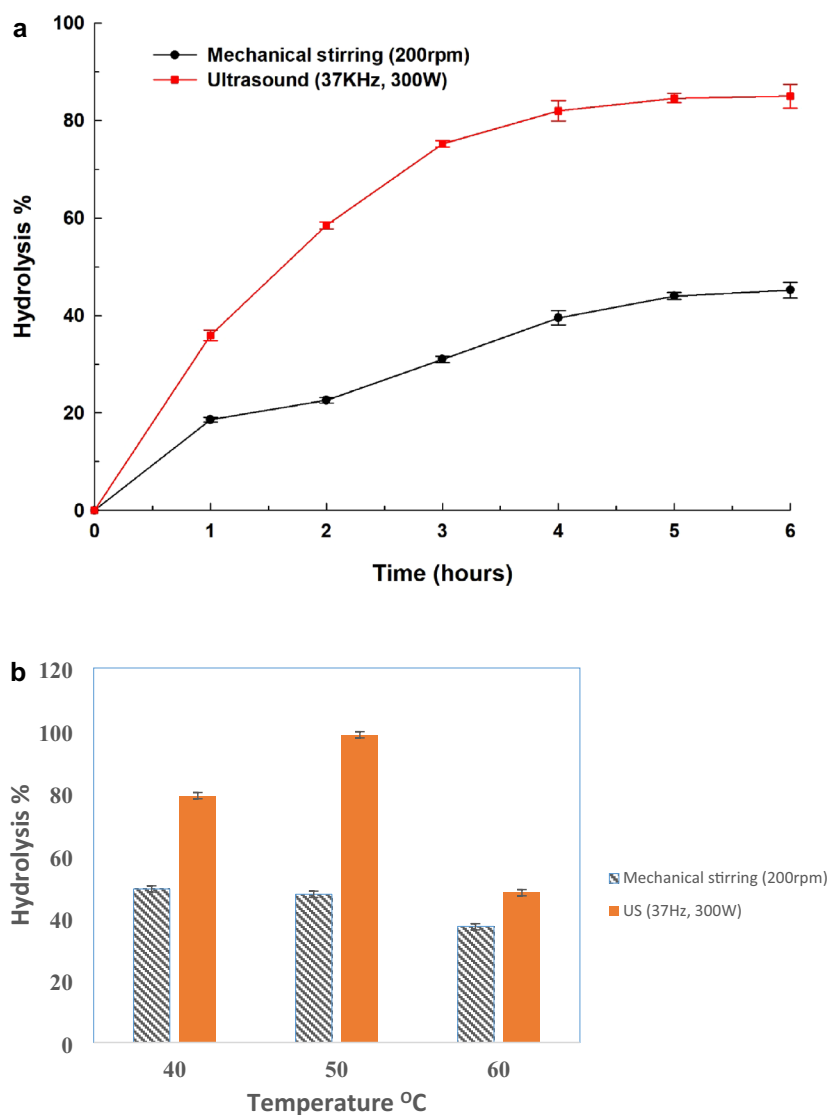 a
100
80
60
40
20
0
Hydrolysis %
Mechanical stirring (200rpm)
Ultrasound (37KHz, 300W)
0 1 2 3 4 5 6
Time (hours)
b
120
100
80
60
40
20
0
Hydrolysis %
40 50 60
Temperature ᴼC
Mechanical stirring (200rpm)
US (37Hz, 300W)